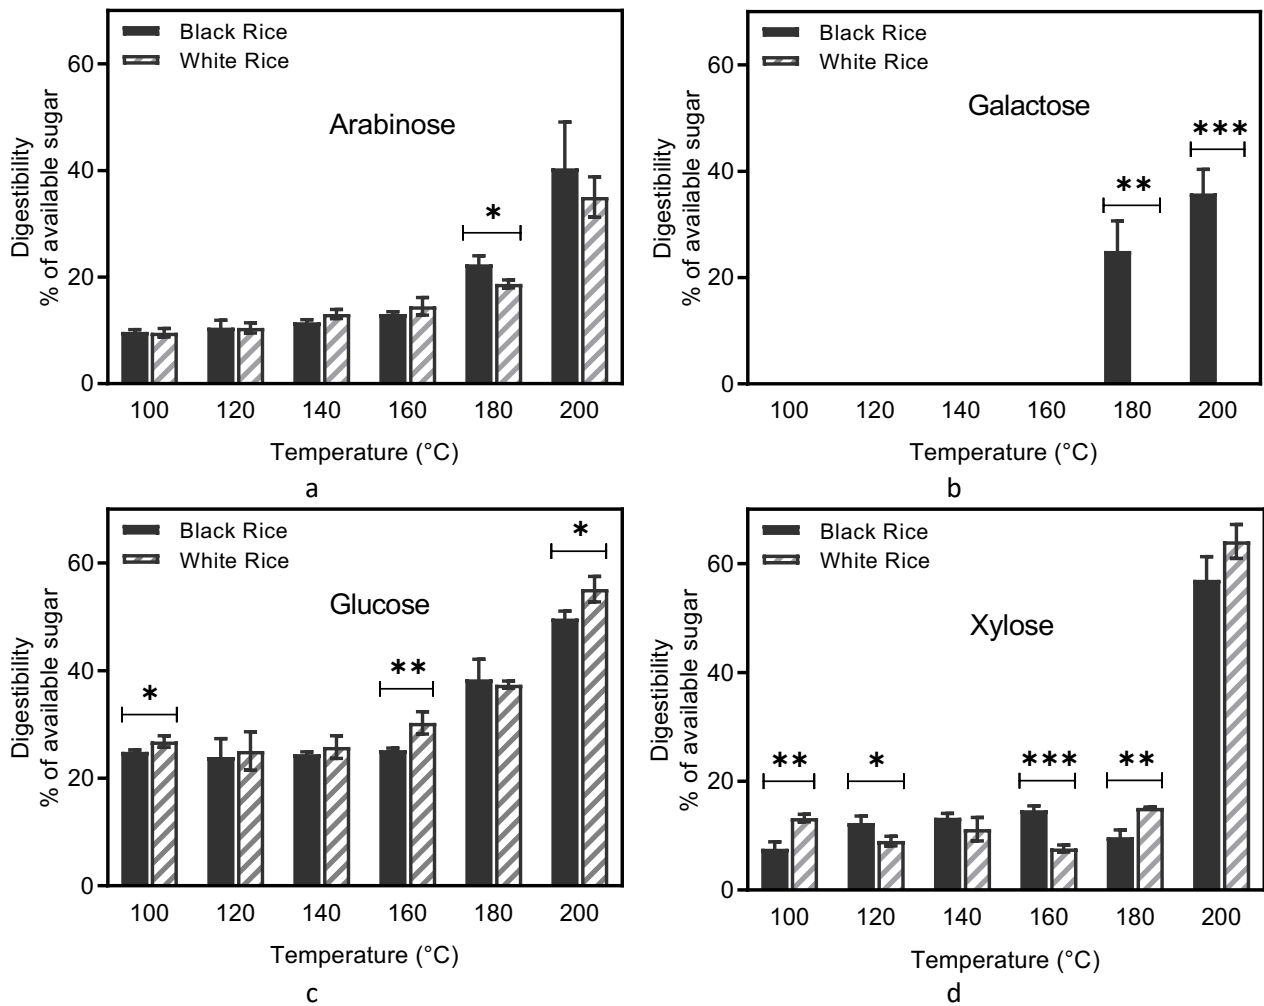 Black Rice
White Rice
Arabinose
*
Digestibility
% of available sugar
60
40
20
0
100 120 140 160 180 200
Temperature (°C)
a
Black Rice
White Rice
Galactose
** ***
Digestibility
% of available sugar
60
40
20
0
100 120 140 160 180 200
Temperature (°C)
b
Black Rice
White Rice
Glucose
* ** *
Digestibility
% of available sugar
60
40
20
0
100 120 140 160 180 200
Temperature (°C)
c
Black Rice
White Rice
Xylose
** * *** **
Digestibility
% of available sugar
60
40
20
0
100 120 140 160 180 200
Temperature (°C)
d